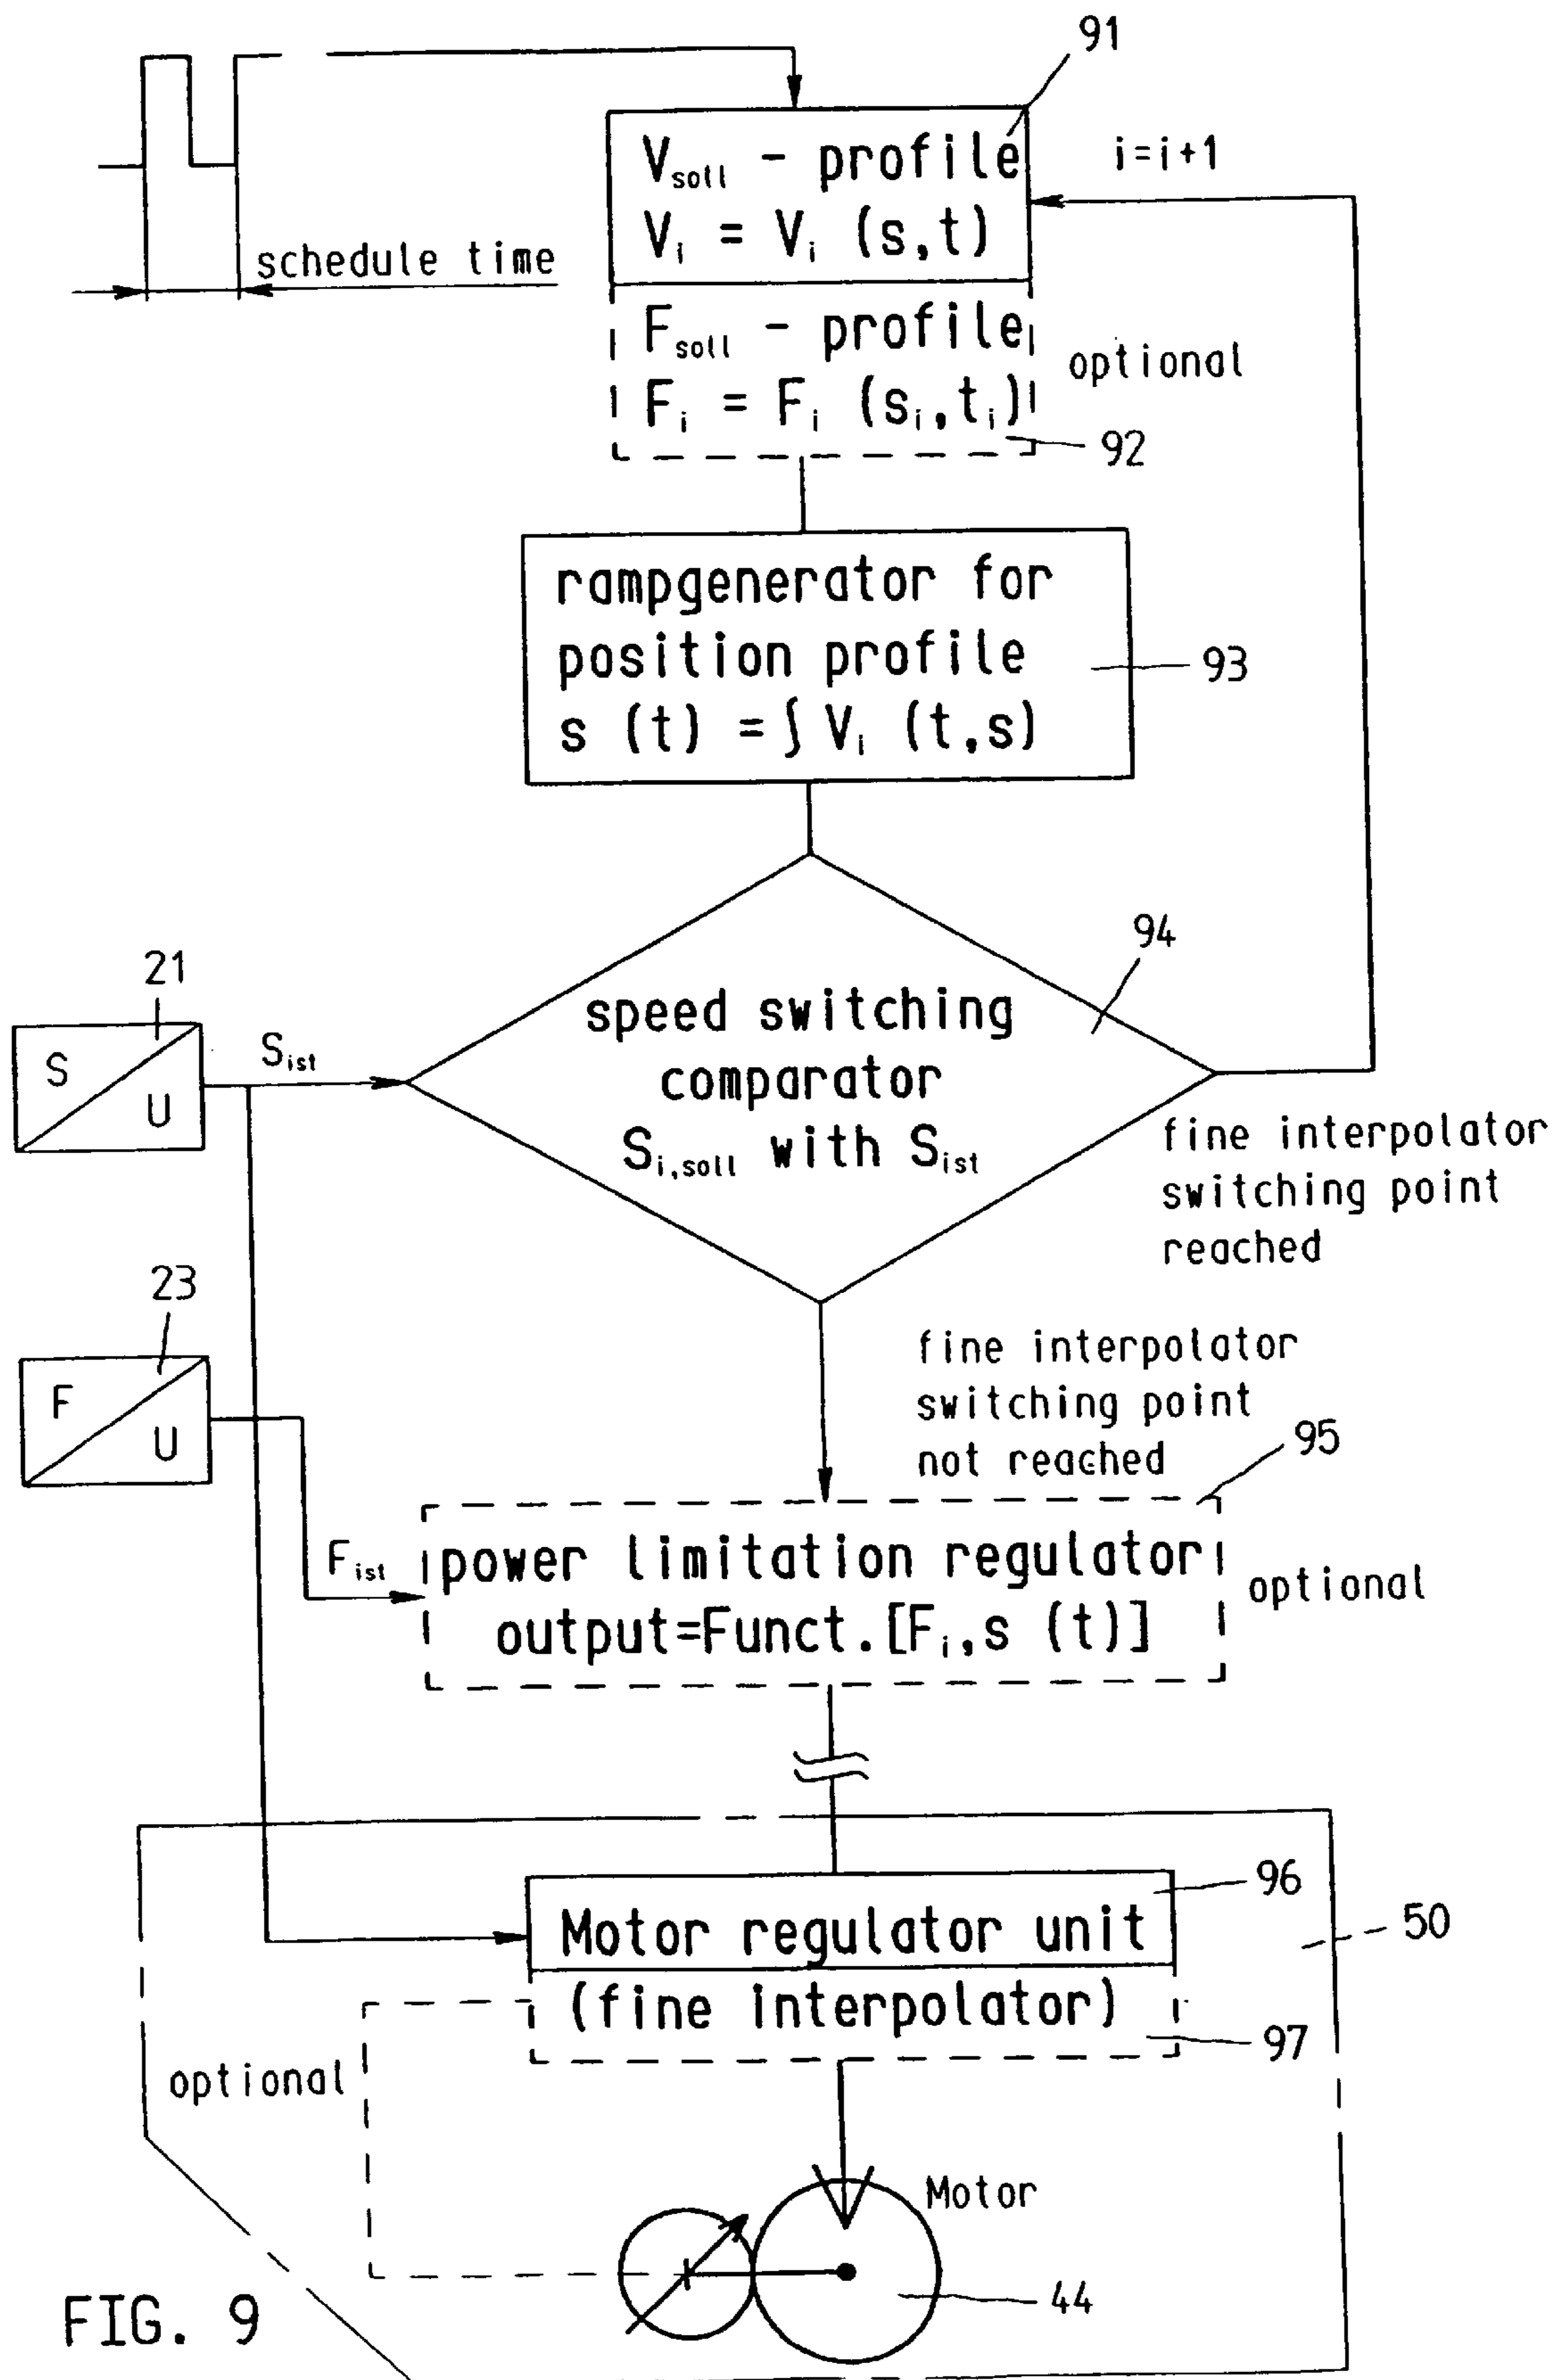 91
V_soll - profile
V_i = V_i (s,t)
i=i+1
schedule time
F_soll - profile
F_i = F_i (s_i,t_i)
optional
92
rampgenerator for
position profile
s (t) = ∫ V_i (t,s)
93
94
speed switching
comparator
S_i,soll with S_ist
21
S
U
S_ist
fine interpolator
switching point
reached
23
F
U
F_ist
fine interpolator
switching point
not reached
95
power limitation regulator
output=Funct.[F_i,s (t)]
optional
96
Motor regulator unit
50
(fine interpolator)
97
optional
Motor
44
FIG. 9